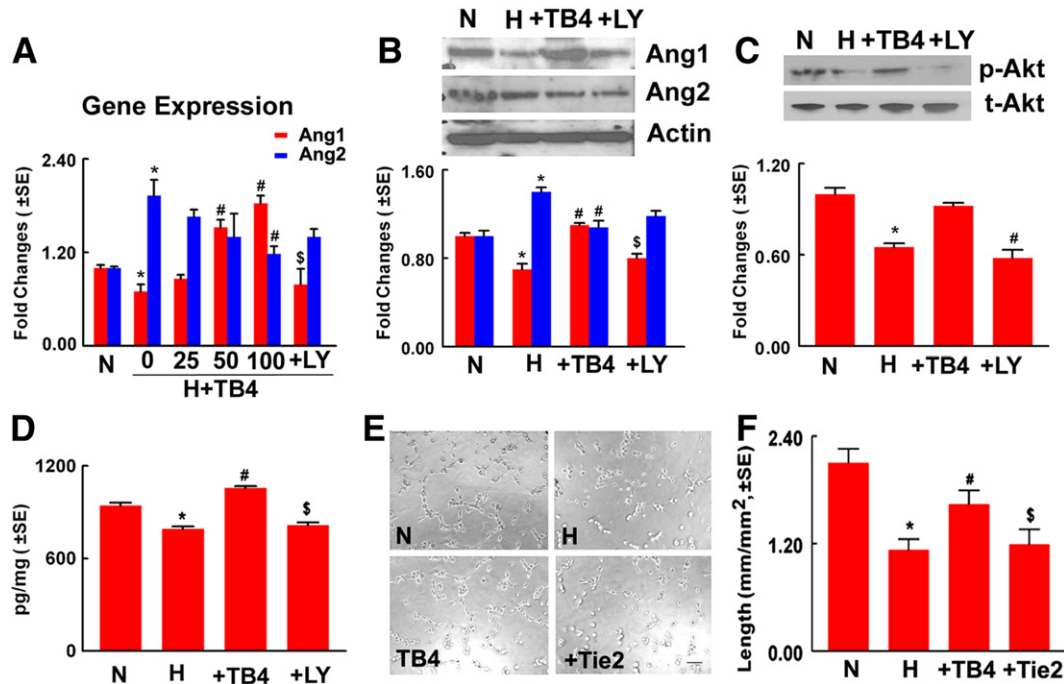 A
Gene Expression
Ang1
Ang2
Fold Changes ( ±SE)
2.40
1.20
0.00
*
*
#
#
#
$
N
0 25 50 100 +LY
H+TB4
B
N H +TB4 +LY
Ang1
Ang2
Actin
Fold Changes ( ±SE)
1.60
0.80
0.00
*
*
# #
$
N H +TB4 +LY
C
N H +TB4 +LY
p-Akt
t-Akt
Fold Changes ( ±SE)
1.20
0.60
0.00
*
#
N H +TB4 +LY
D
pg/mg (±SE)
1200
600
0
*
#
$
N H +TB4 +LY
E
N
H
TB4
+Tie2
F
Length (mm/mm², ±SE)
2.40
1.20
0.00
*
#
$
N H +TB4 +Tie2